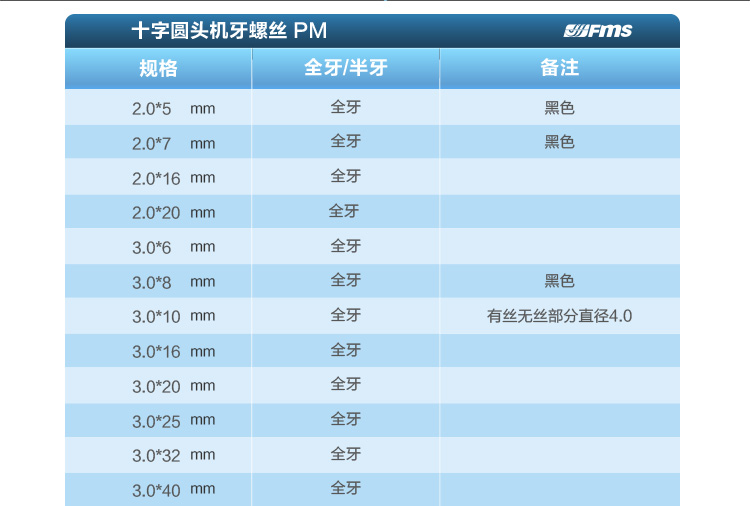 十字圆头机牙螺丝 PM FMS
规格 全牙/半牙 备注
2.0*5 mm 全牙 黑色
2.0*7 mm 全牙 黑色
2.0*16 mm 全牙
2.0*20 mm 全牙
3.0*6 mm 全牙
3.0*8 mm 全牙 黑色
3.0*10 mm 全牙 有丝无丝部分直径4.0
3.0*16 mm 全牙
3.0*20 mm 全牙
3.0*25 mm 全牙
3.0*32 mm 全牙
3.0*40 mm 全牙